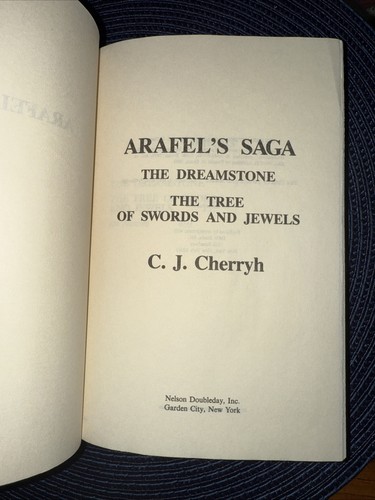 ARAFEL'S SAGA
THE DREAMSTONE
THE TREE
OF SWORDS AND JEWELS
C. J. Cherryh
Nelson Doubleday, Inc.
Garden City, New York